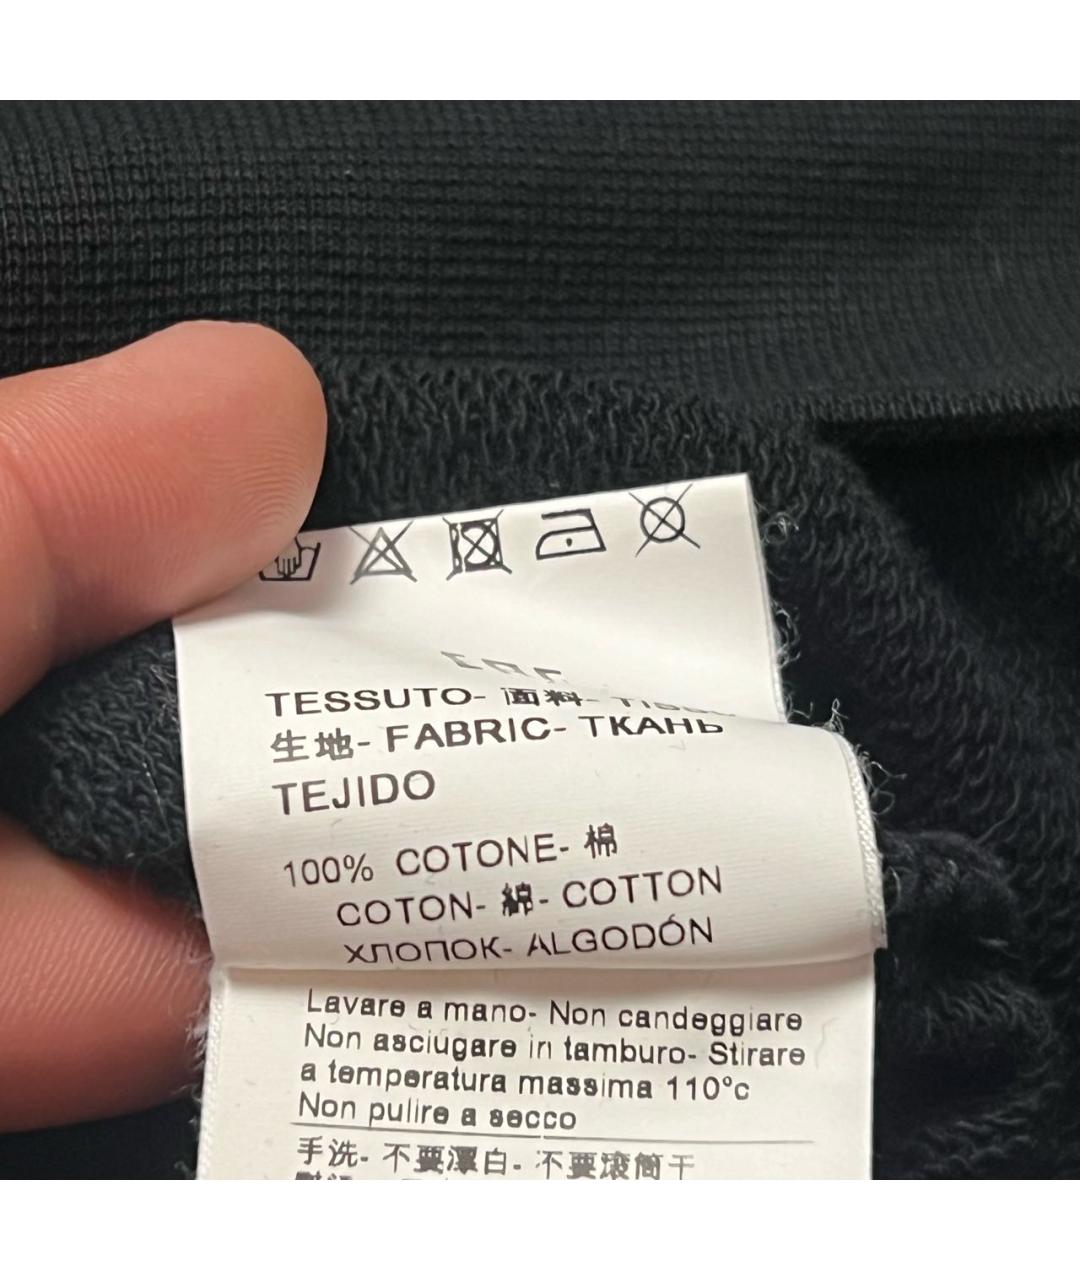 TESSUTO- 面料-
生地- FABRIC- ТКАНЬ
TEJIDO
100% COTONE- 棉
COTON- 綿- COTTON
ХЛОПОК- ALGODÓN
Lavare a mano- Non candeggiare
Non asciugare in tamburo- Stirare
a temperatura massima 110°c
Non pulire a secco
手洗- 不要漂白- 不要滚筒干